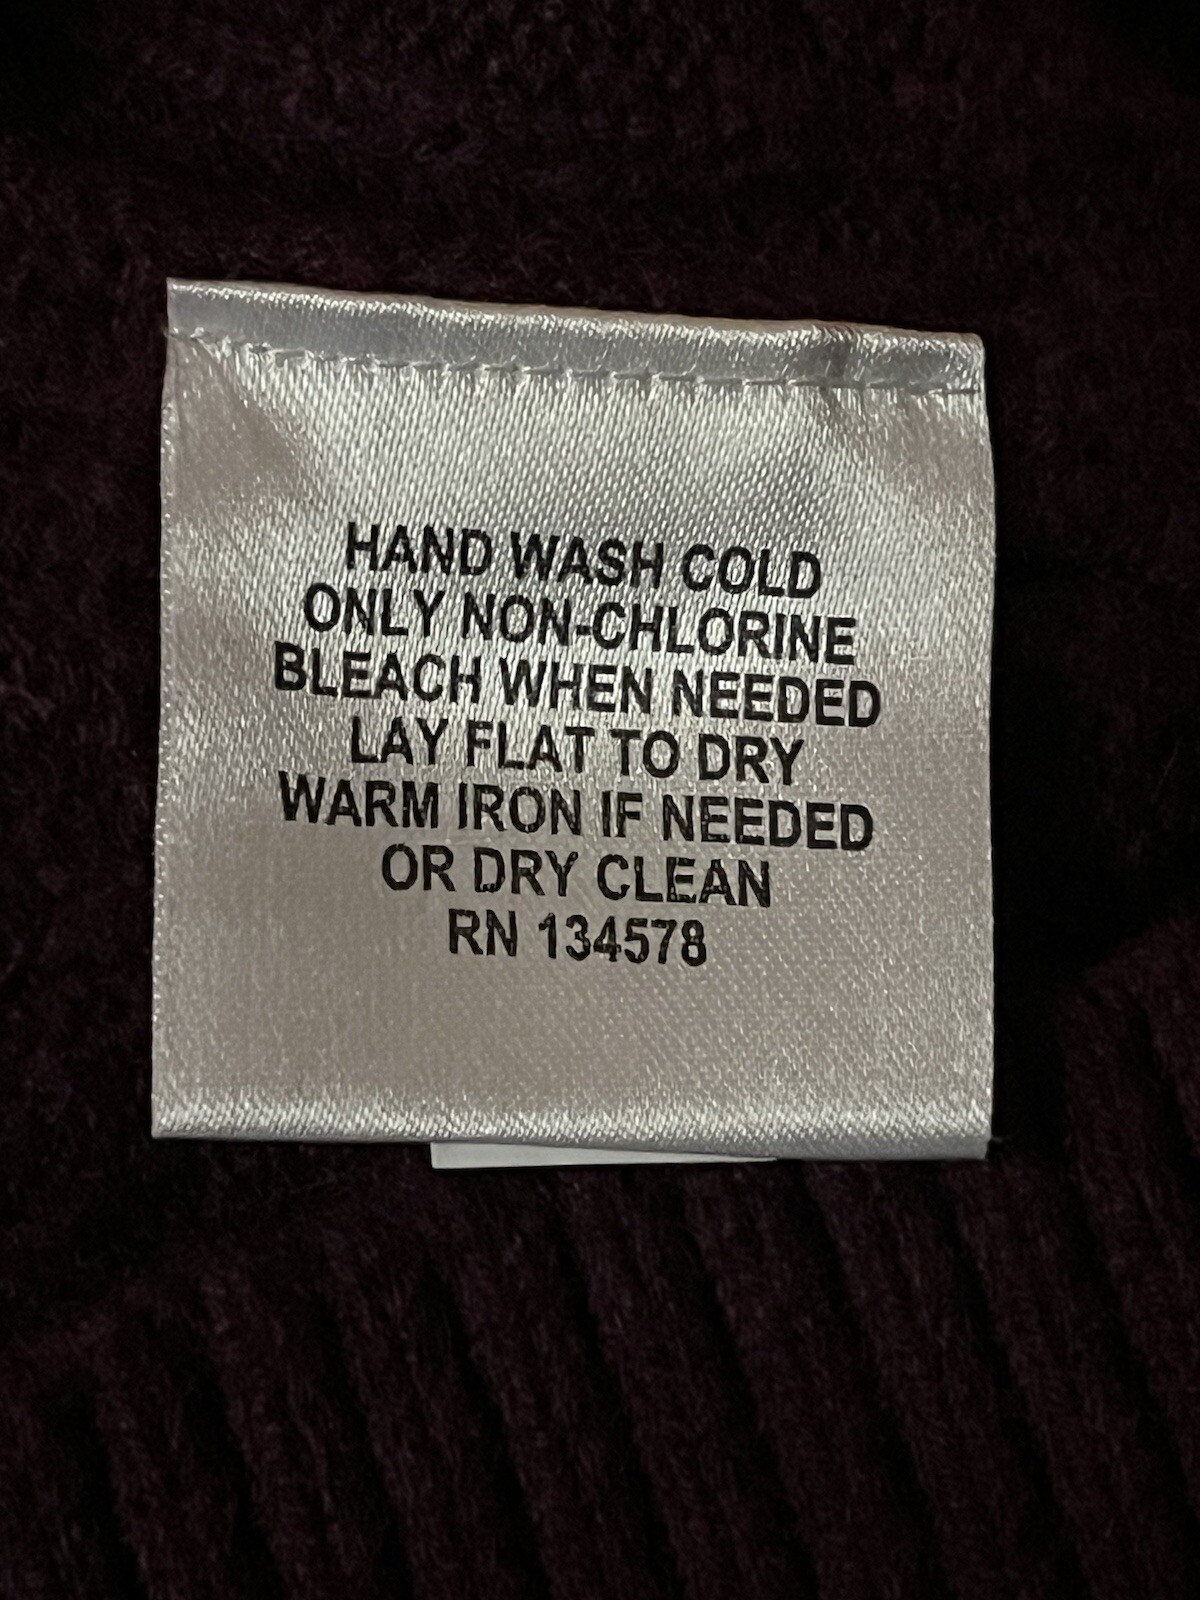 HAND WASH COLD
ONLY NON-CHLORINE
BLEACH WHEN NEEDED
LAY FLAT TO DRY
WARM IRON IF NEEDED
OR DRY CLEAN
RN 134578